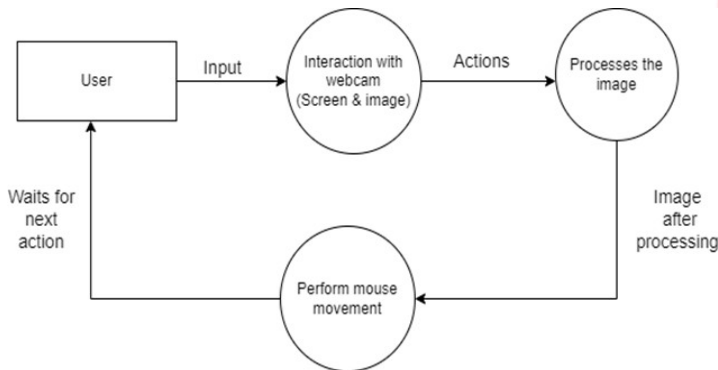 User
Input
Interaction with
webcam
(Screen & image)
Actions
Processes the
image
Image
after
processing
Perform mouse
movement
Waits for
next
action